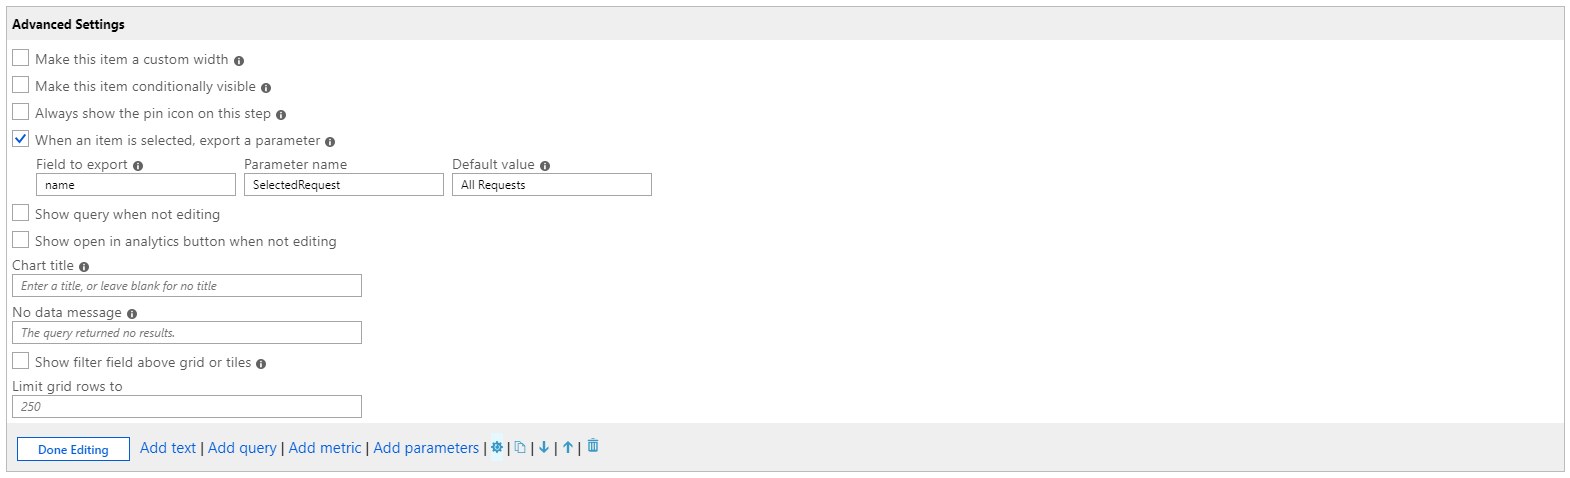 Advanced Settings
Make this item a custom width
Make this item conditionally visible
Always show the pin icon on this step
When an item is selected, export a parameter
Field to export Parameter name Default value
name SelectedRequest All Requests
Show query when not editing
Show open in analytics button when not editing
Chart title
Enter a title, or leave blank for no title
No data message
The query returned no results.
Show filter field above grid or tiles
Limit grid rows to
250
Done Editing Add text | Add query | Add metric | Add parameters | | | | |